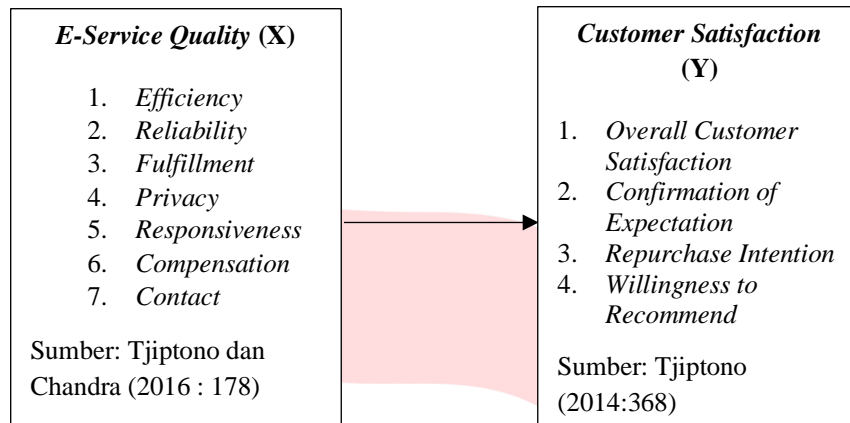 E-Service Quality (X)
1. Efficiency
2. Reliability
3. Fulfillment
4. Privacy
5. Responsiveness
6. Compensation
7. Contact
Sumber: Tjiptono dan
Chandra (2016 : 178)
Customer Satisfaction
(Y)
1. Overall Customer
Satisfaction
2. Confirmation of
Expectation
3. Repurchase Intention
4. Willingness to
Recommend
Sumber: Tjiptono
(2014:368)